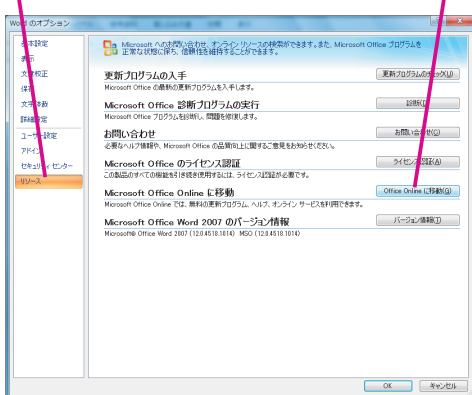 Word のオプション
基本設定
表示
文章校正
保存
文字体裁
詳細設定
ユーザー設定
アドイン
セキュリティ センター
リソース
Microsoft へのお問い合わせ、オンライン リソースの検索ができます。また、Microsoft Office プログラムを
正常な状態に保ち、信頼性を維持することができます。
更新プログラムの入手
更新プログラムのチェック(U)
Microsoft Office の最新の更新プログラムを入手します。
Microsoft Office 診断プログラムの実行
診断(D)
Microsoft Office プログラムを診断し、問題を修復します。
お問い合わせ
お問い合わせ(C)
必要なヘルプ情報や、Microsoft Office の品質向上に関するご意見をお知らせください。
Microsoft Office のライセンス認証
ライセンス認証(A)
この製品のすべての機能を引き続き使用するには、ライセンス認証が必要です。
Microsoft Office Online に移動
Office Online に移動(G)
Microsoft Office Online では、無料の更新プログラム、ヘルプ、オンライン サービスを利用できます。
Microsoft Office Word 2007 のバージョン情報
バージョン情報(T)
Microsoft® Office Word 2007 (12.0.4518.1014) MSO (12.0.4518.1014)
OK
キャンセル